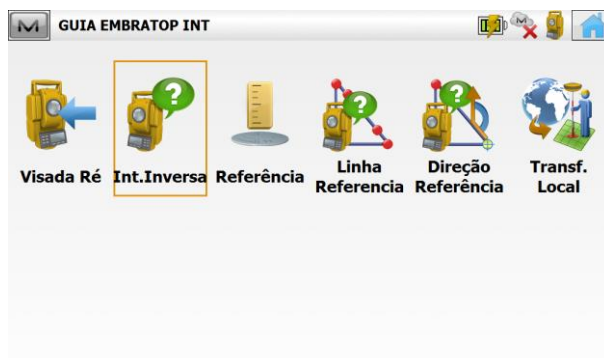 GUIA EMBRATOP INT
Visada Ré
Int.Inversa
Referência
Linha
Referencia
Direção
Referência
Transf.
Local